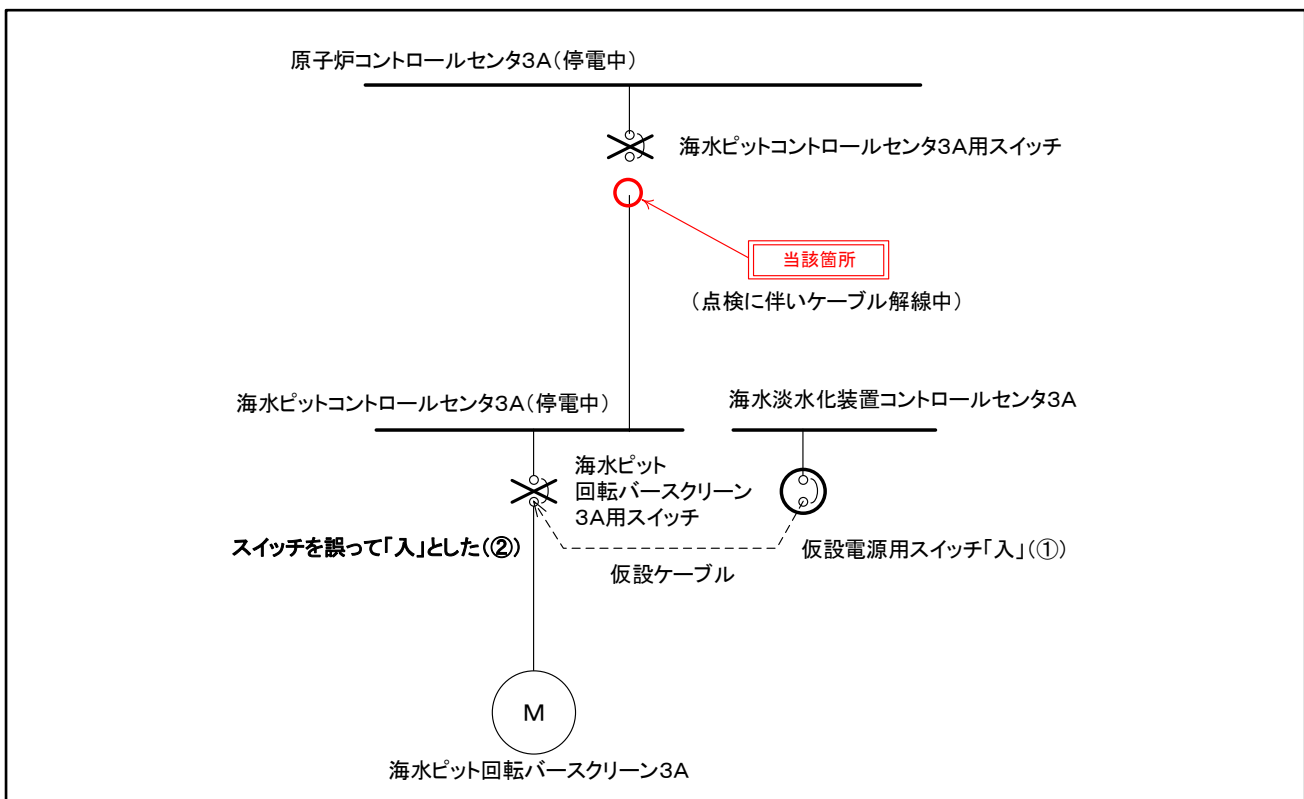 原子炉コントロールセンタ3A(停電中)
海水ピットコントロールセンタ3A用スイッチ
当該箇所
(点検に伴いケーブル解線中)
海水ピットコントロールセンタ3A(停電中)
海水淡水化装置コントロールセンタ3A
海水ピット
回転バースクリーン
3A用スイッチ
スイッチを誤って「入」とした(②)
仮設電源用スイッチ「入」(①)
仮設ケーブル
M
海水ピット回転バースクリーン3A